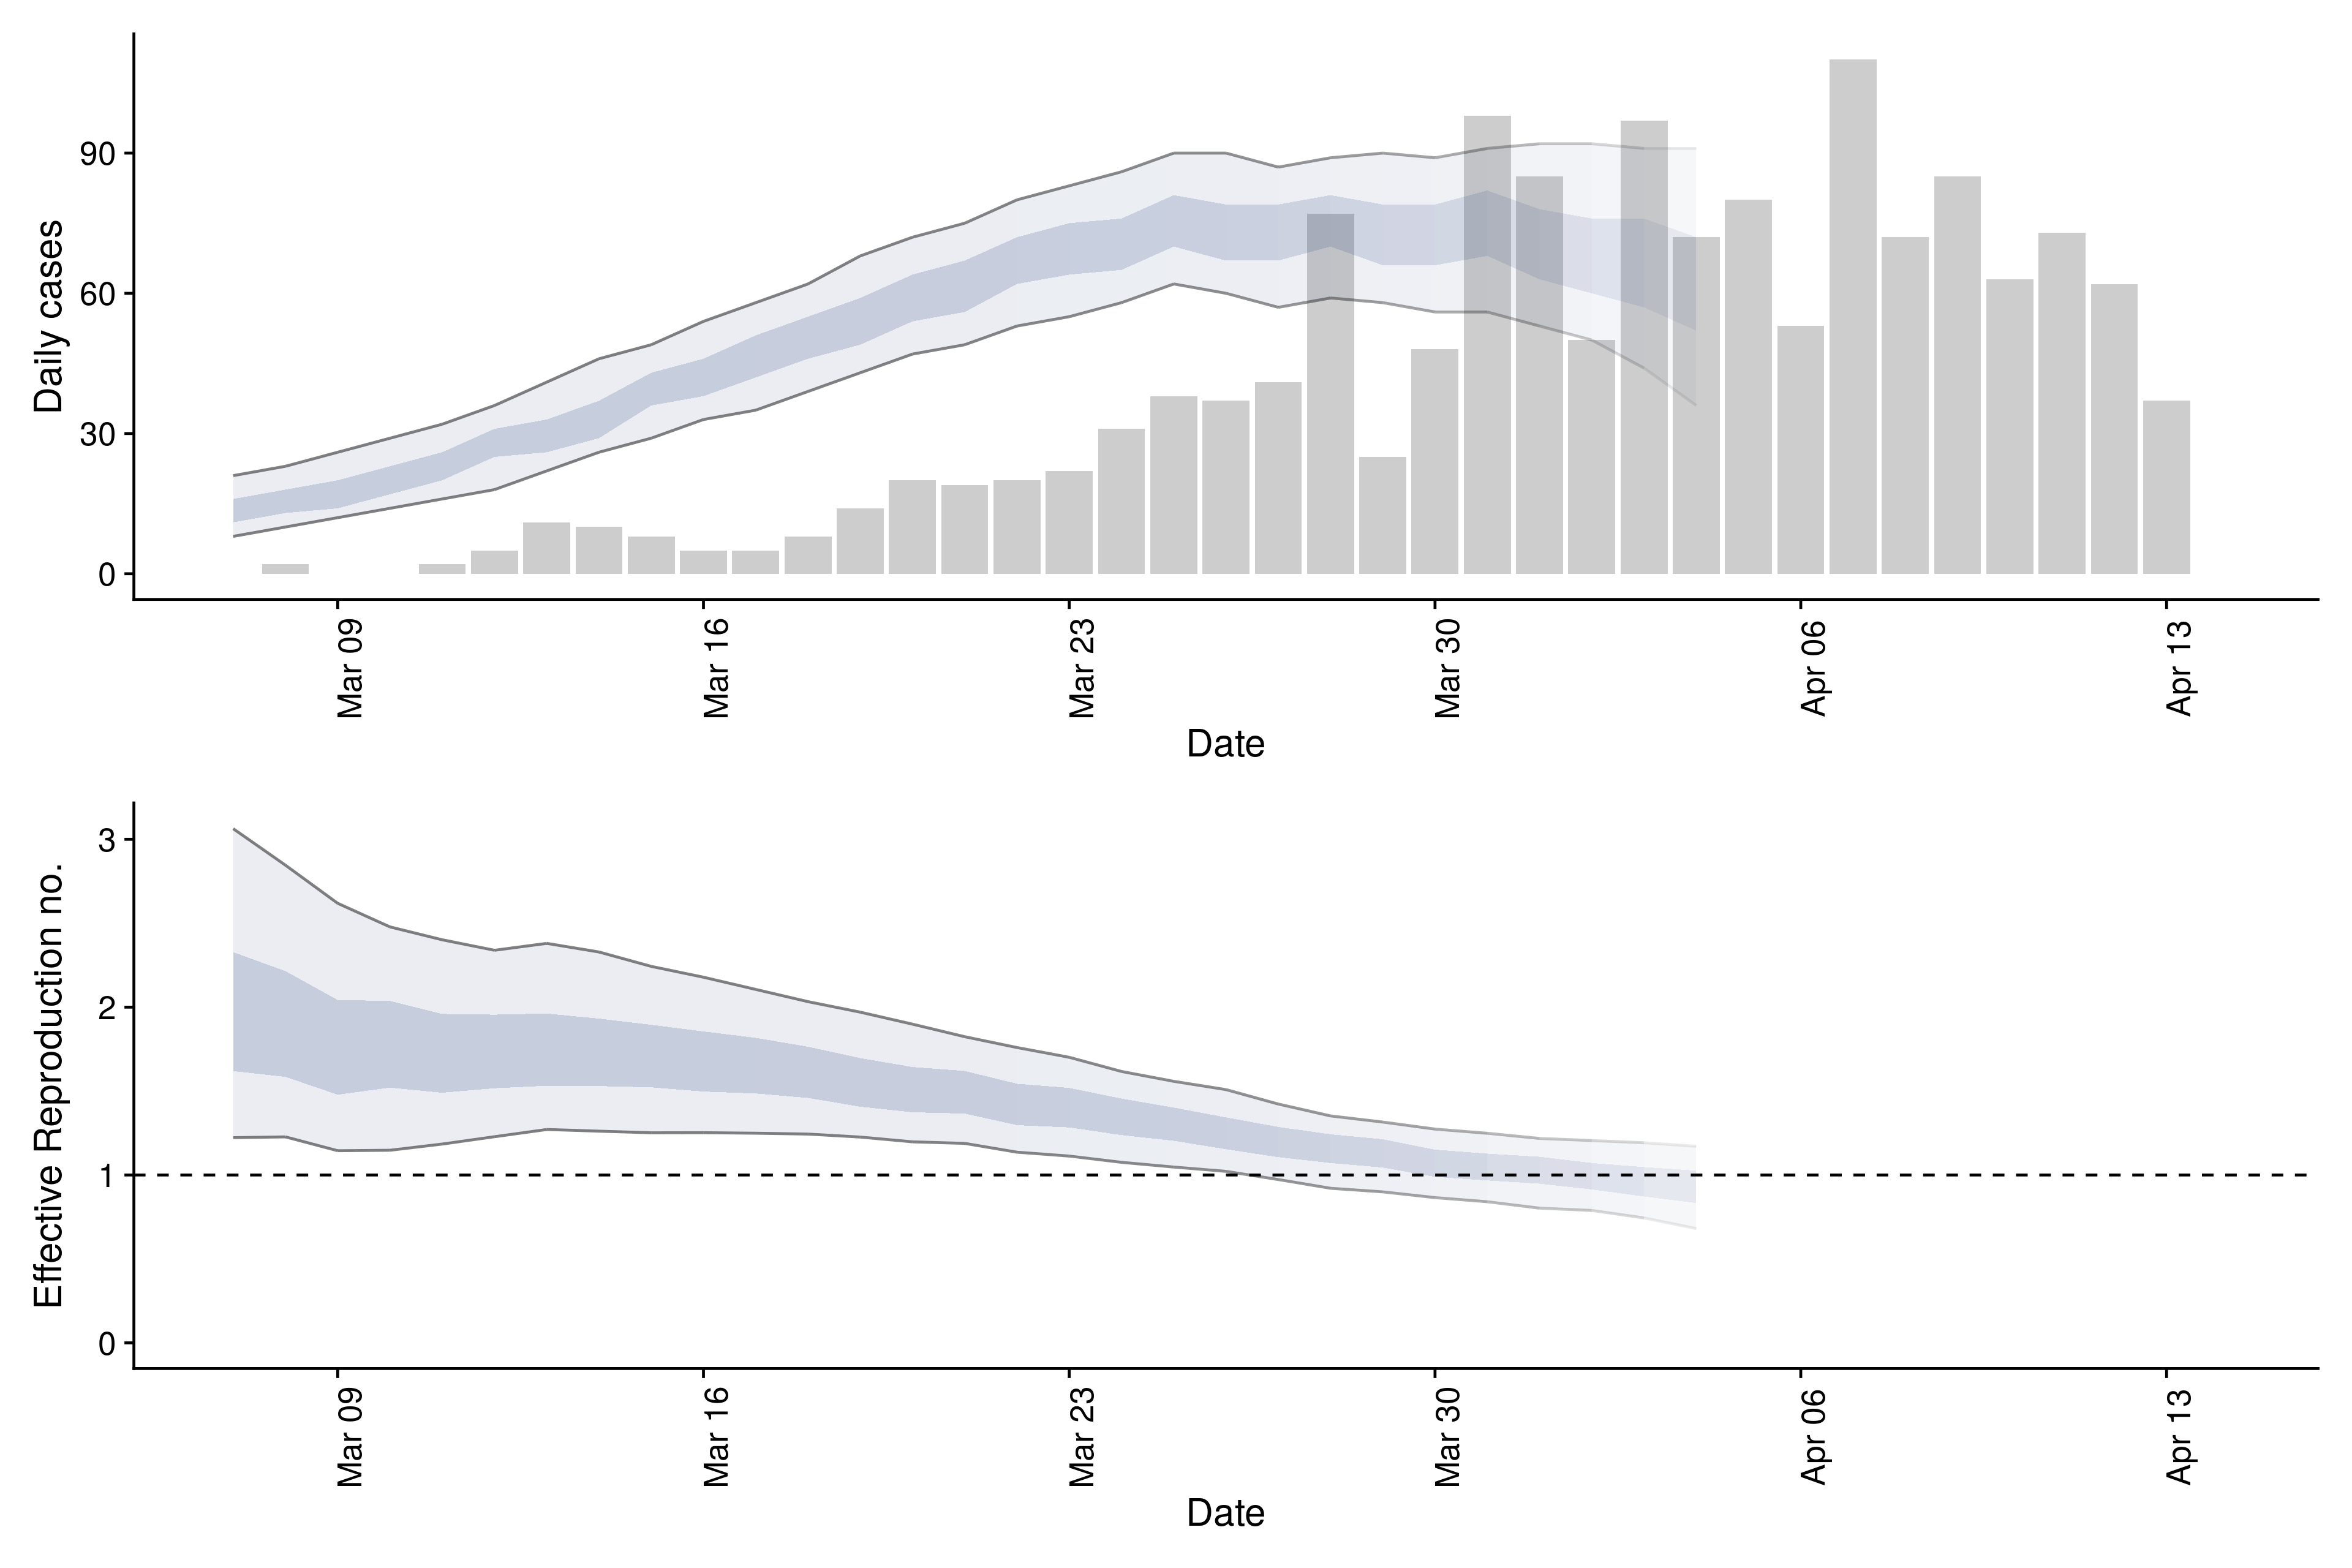 Daily cases
90
60
30
0
Mar 09
Mar 16
Mar 23
Mar 30
Apr 06
Apr 13
Date
Effective Reproduction no.
3
2
1
0
Mar 09
Mar 16
Mar 23
Mar 30
Apr 06
Apr 13
Date